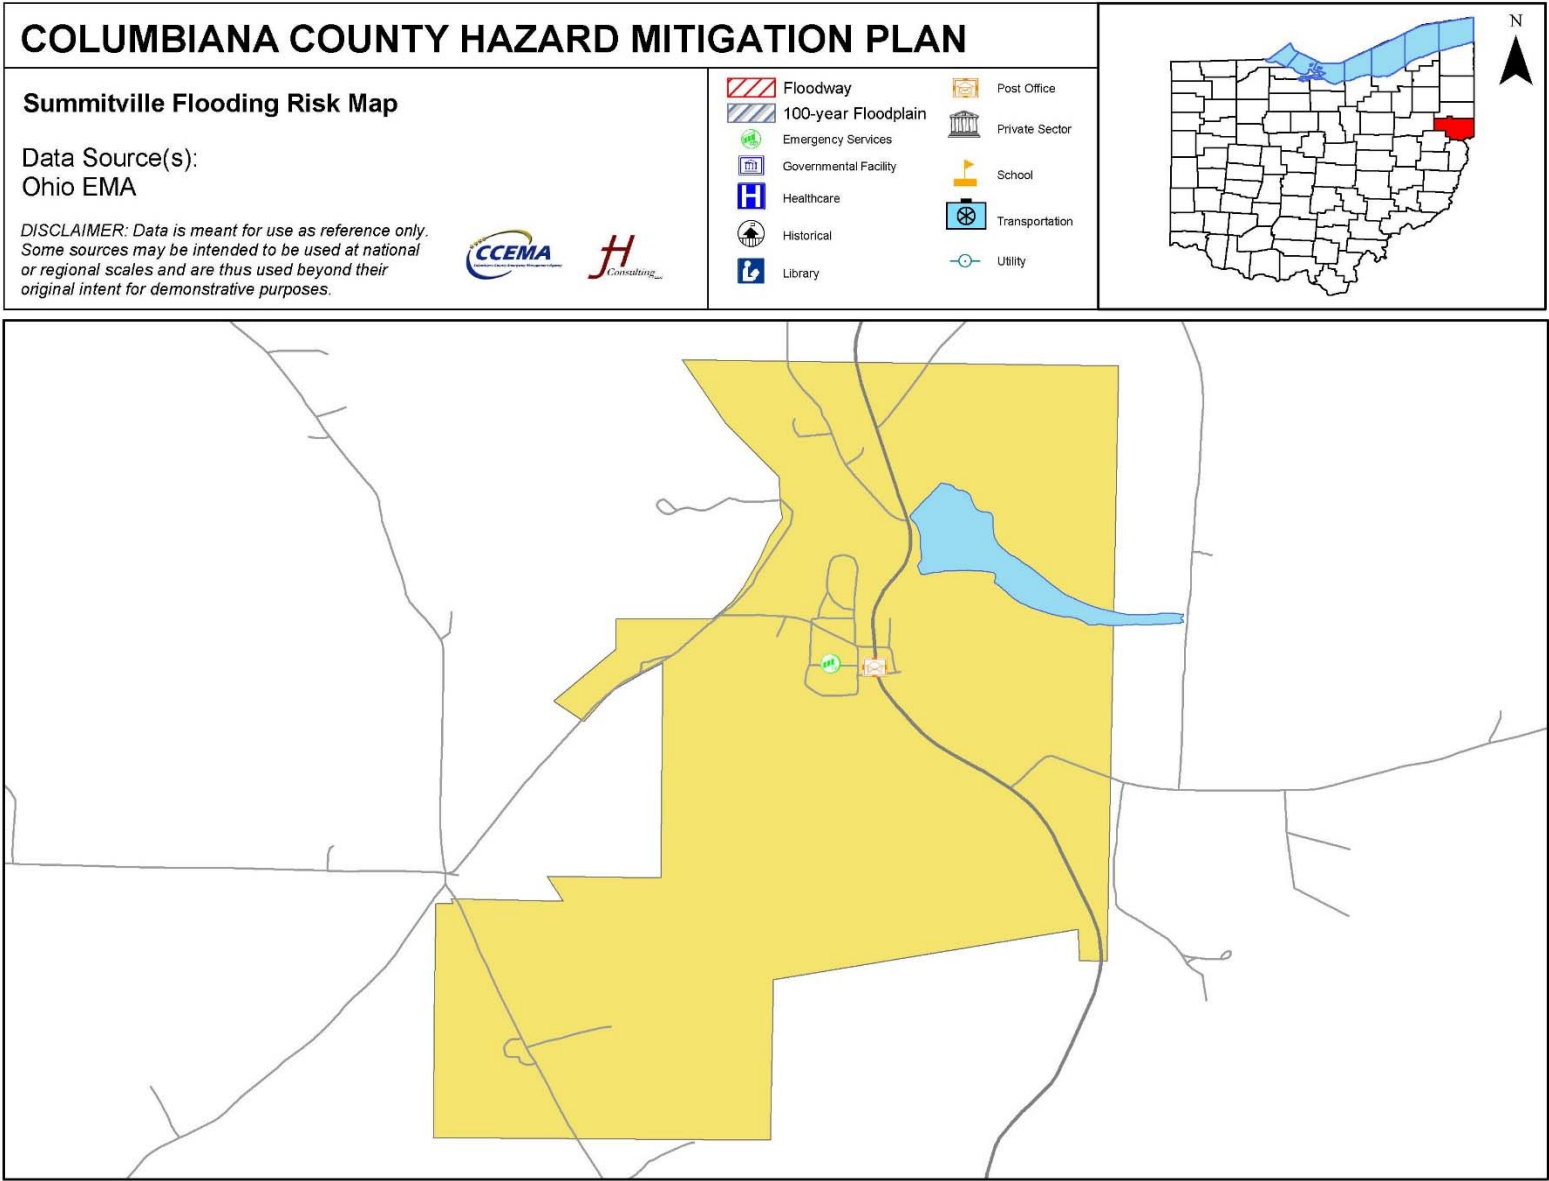 COLUMBIANA COUNTY HAZARD MITIGATION PLAN
Summitville Flooding Risk Map
Data Source(s):
Ohio EMA
DISCLAIMER: Data is meant for use as reference only.
Some sources may be intended to be used at national
or regional scales and are thus used beyond their
original intent for demonstrative purposes.
CCEMA
JH
Consulting, LLC
Floodway
100-year Floodplain
Emergency Services
Governmental Facility
H
Healthcare
Historical
Library
Post Office
Private Sector
School
Transportation
Utility
N